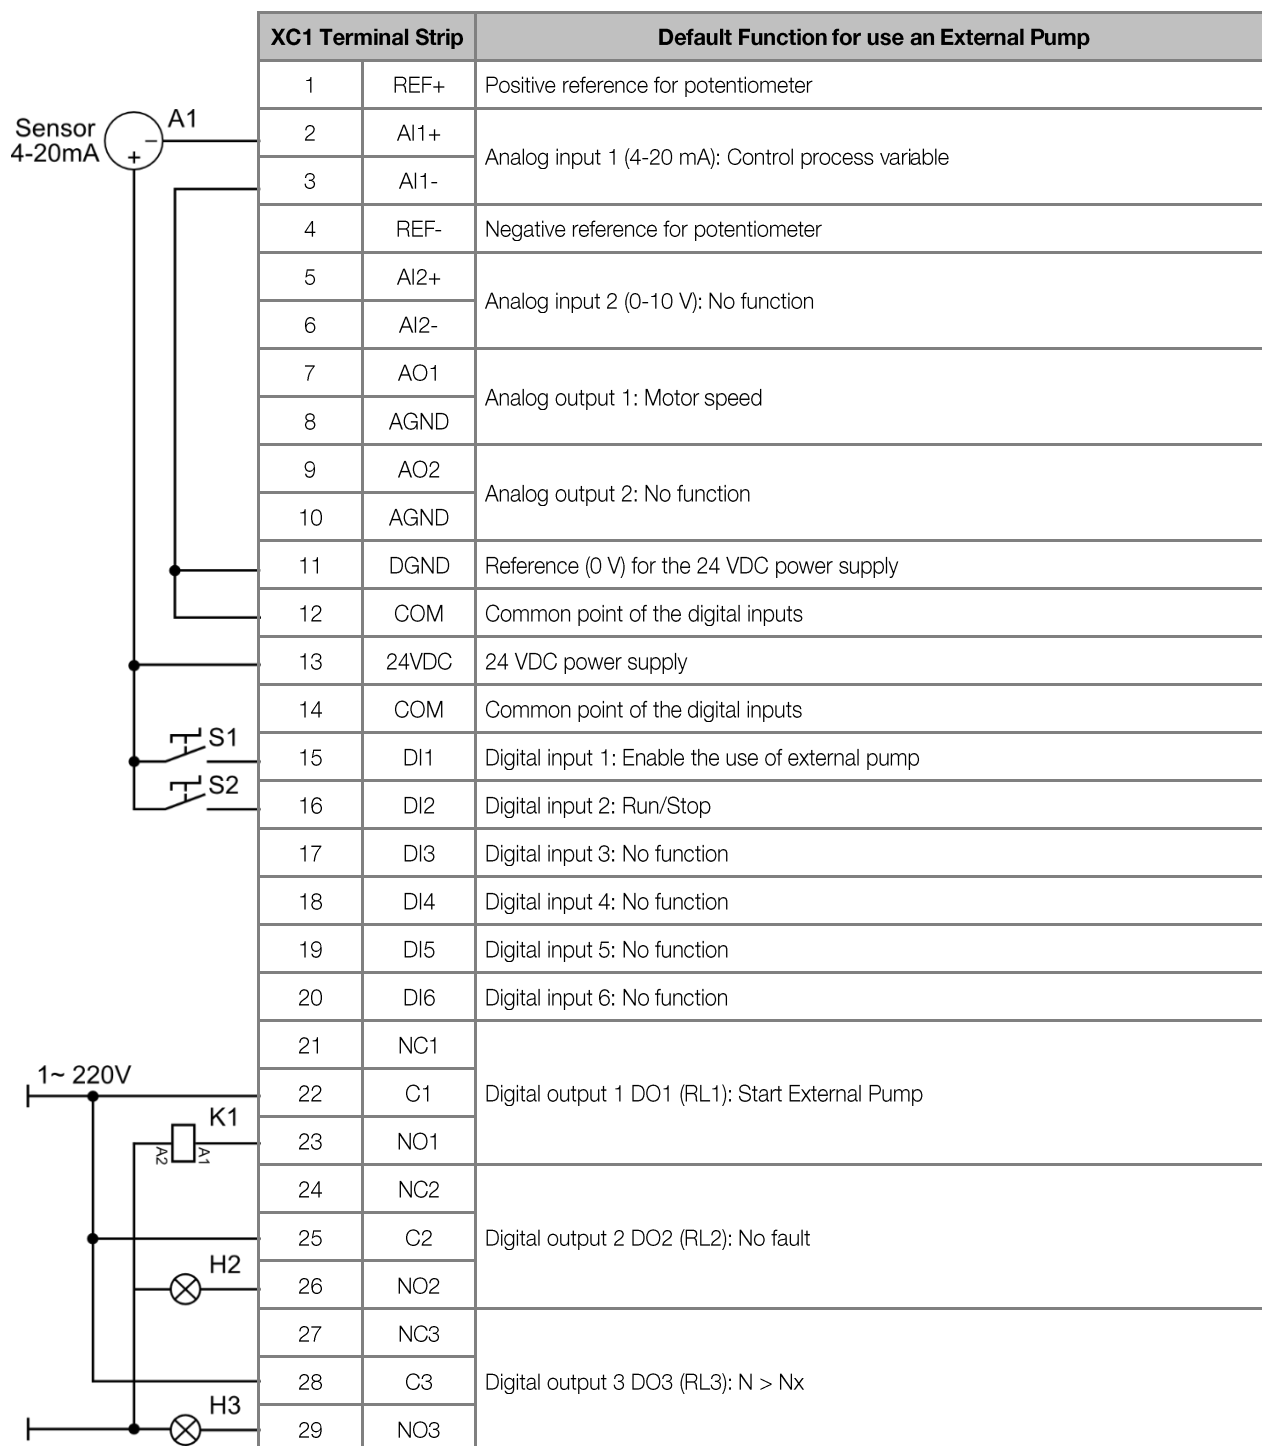 XC1 Terminal Strip Default Function for use an External Pump
1 REF+ Positive reference for potentiometer
Sensor
4-20mA
A1
+
−
2 AI1+
Analog input 1 (4-20 mA): Control process variable
3 AI1-
4 REF- Negative reference for potentiometer
5 AI2+
Analog input 2 (0-10 V): No function
6 AI2-
7 AO1
Analog output 1: Motor speed
8 AGND
9 AO2
Analog output 2: No function
10 AGND
11 DGND Reference (0 V) for the 24 VDC power supply
12 COM Common point of the digital inputs
13 24VDC 24 VDC power supply
14 COM Common point of the digital inputs
S1
15 DI1 Digital input 1: Enable the use of external pump
S2
16 DI2 Digital input 2: Run/Stop
17 DI3 Digital input 3: No function
18 DI4 Digital input 4: No function
19 DI5 Digital input 5: No function
20 DI6 Digital input 6: No function
21 NC1
1~ 220V
22 C1 Digital output 1 DO1 (RL1): Start External Pump
K1
A2
A1
23 NO1
24 NC2
25 C2 Digital output 2 DO2 (RL2): No fault
H2
26 NO2
27 NC3
28 C3 Digital output 3 DO3 (RL3): N > Nx
H3
29 NO3